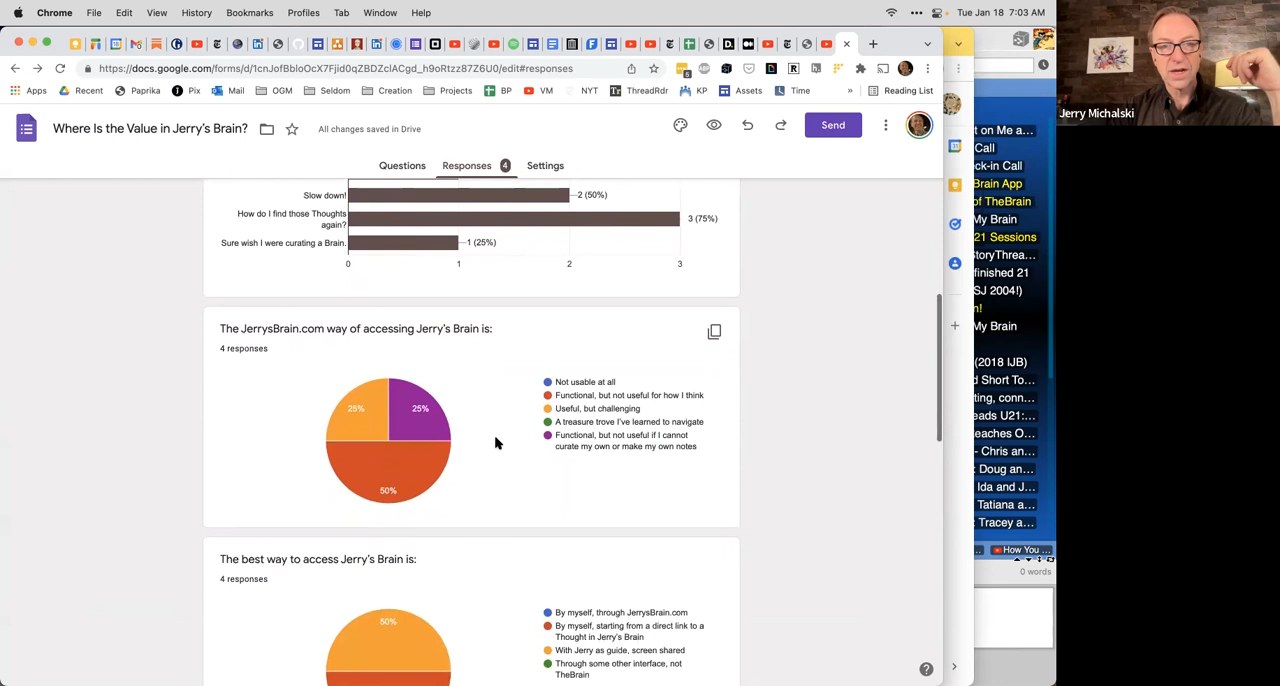 Chrome File Edit View History Bookmarks Profiles Tab Window Help
Tue Jan 18 7:03 AM
https://docs.google.com/forms/d/1cnJofBbloOcX7Fjid0qZBDZclACgd_h9oRtzz87Z6U0/edit#responses
Apps Recent Paprika Pix Mail OGM Seldom Creation Projects BP VM NYT ThreadRdr KP Assets Time » Reading List
Where Is the Value in Jerry's Brain?
All changes saved in Drive
Send
Questions Responses 4 Settings
Slow down! 2 (50%)
How do I find those Thoughts
again?
3 (75%)
Sure wish I were curating a Brain. 1 (25%)
0 1 2 3
The JerrysBrain.com way of accessing Jerry's Brain is:
4 responses
25% 25%
50%
Not usable at all
Functional, but not useful for how I think
Useful, but challenging
A treasure trove I've learned to navigate
Functional, but not useful if I cannot
curate my own or make my own notes
The best way to access Jerry's Brain is:
4 responses
50%
By myself, through JerrysBrain.com
By myself, starting from a direct link to a
Thought in Jerry's Brain
With Jerry as guide, screen shared
Through some other interface, not
TheBrain
Jerry Michalski
t on Me a...
Call
ck-in Call
Brain App
of TheBrain
My Brain
21 Sessions
StoryThrea...
finished 21
SJ 2004!)
n!
My Brain
(2018 IJB)
d Short To...
ting, conn...
eads U21:...
eaches O...
- Chris an...
: Doug an...
Ida and J...
Tatiana a...
: Tracey a...
How You ...
0 words